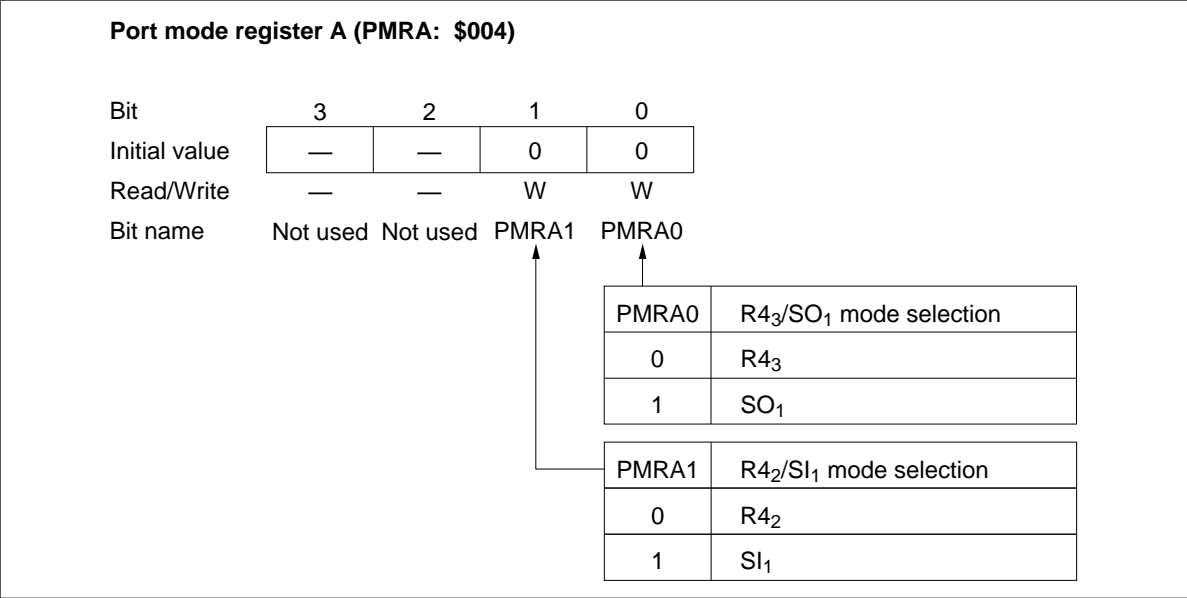 Port mode register A (PMRA: $004)
Bit 3 2 1 0
Initial value — — 0 0
Read/Write — — W W
Bit name Not used Not used PMRA1 PMRA0
PMRA0 R4₃/SO₁ mode selection
0 R4₃
1 SO₁
PMRA1 R4₂/SI₁ mode selection
0 R4₂
1 SI₁